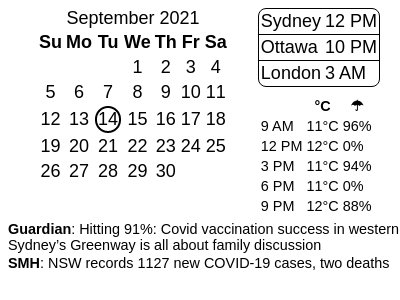 September 2021
Su Mo Tu We Th Fr Sa
1 2 3 4
5 6 7 8 9 10 11
12 13 14 15 16 17 18
19 20 21 22 23 24 25
26 27 28 29 30
Sydney 12 PM
Ottawa 10 PM
London 3 AM
°C ☂
9 AM 11°C 96%
12 PM 12°C 0%
3 PM 11°C 94%
6 PM 11°C 0%
9 PM 12°C 88%
Guardian: Hitting 91%: Covid vaccination success in western
Sydney’s Greenway is all about family discussion
SMH: NSW records 1127 new COVID-19 cases, two deaths